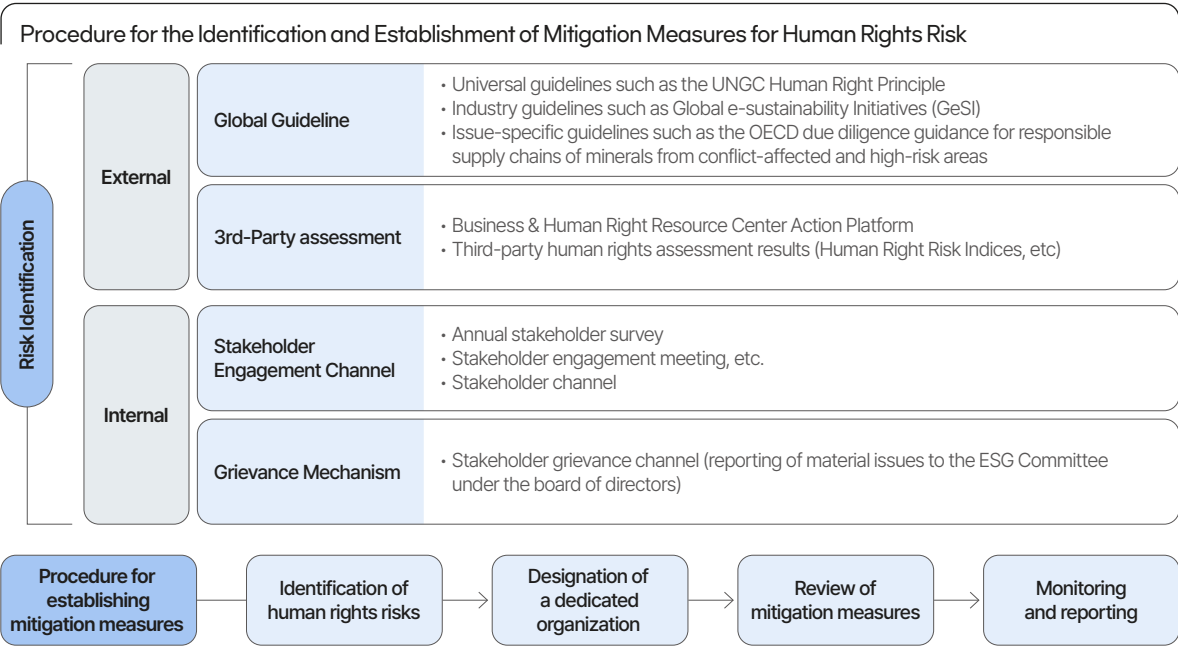 Procedure for the Identification and Establishment of Mitigation Measures for Human Rights Risk
Risk Identification
External
Global Guideline
• Universal guidelines such as the UNGC Human Right Principle
• Industry guidelines such as Global e-sustainability Initiatives (GeSI)
• Issue-specific guidelines such as the OECD due diligence guidance for responsible
supply chains of minerals from conflict-affected and high-risk areas
3rd-Party assessment
• Business & Human Right Resource Center Action Platform
• Third-party human rights assessment results (Human Right Risk Indices, etc)
Internal
Stakeholder
Engagement Channel
• Annual stakeholder survey
• Stakeholder engagement meeting, etc.
• Stakeholder channel
Grievance Mechanism
• Stakeholder grievance channel (reporting of material issues to the ESG Committee
under the board of directors)
Procedure for
establishing
mitigation measures
Identification of
human rights risks
Designation of
a dedicated
organization
Review of
mitigation measures
Monitoring
and reporting